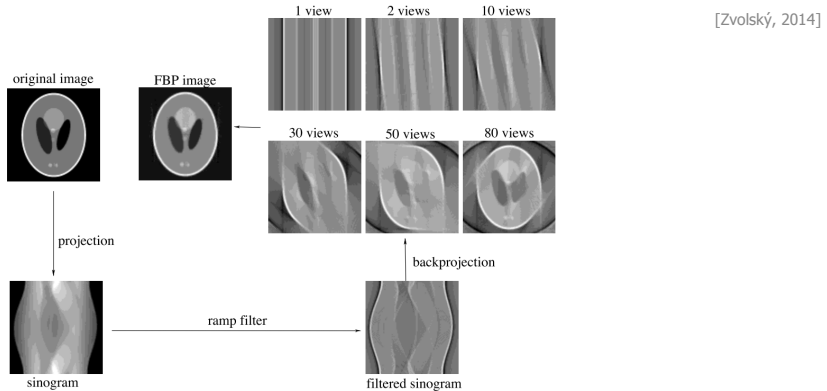 [Zvolský, 2014]
1 view
2 views
10 views
original image
FBP image
30 views
50 views
80 views
projection
backprojection
ramp filter
sinogram
filtered sinogram